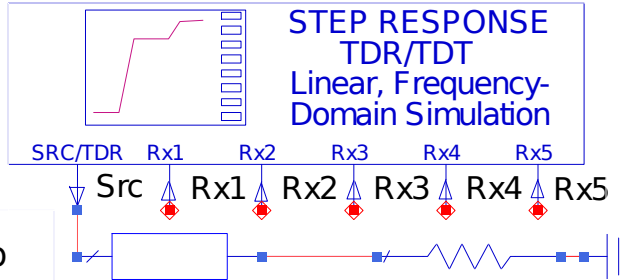 STEP RESPONSE
TDR/TDT
Linear, Frequency-
Domain Simulation
SRC/TDR Rx1 Rx2 Rx3 Rx4 Rx5
Src Rx1 Rx2 Rx3 Rx4 Rx5